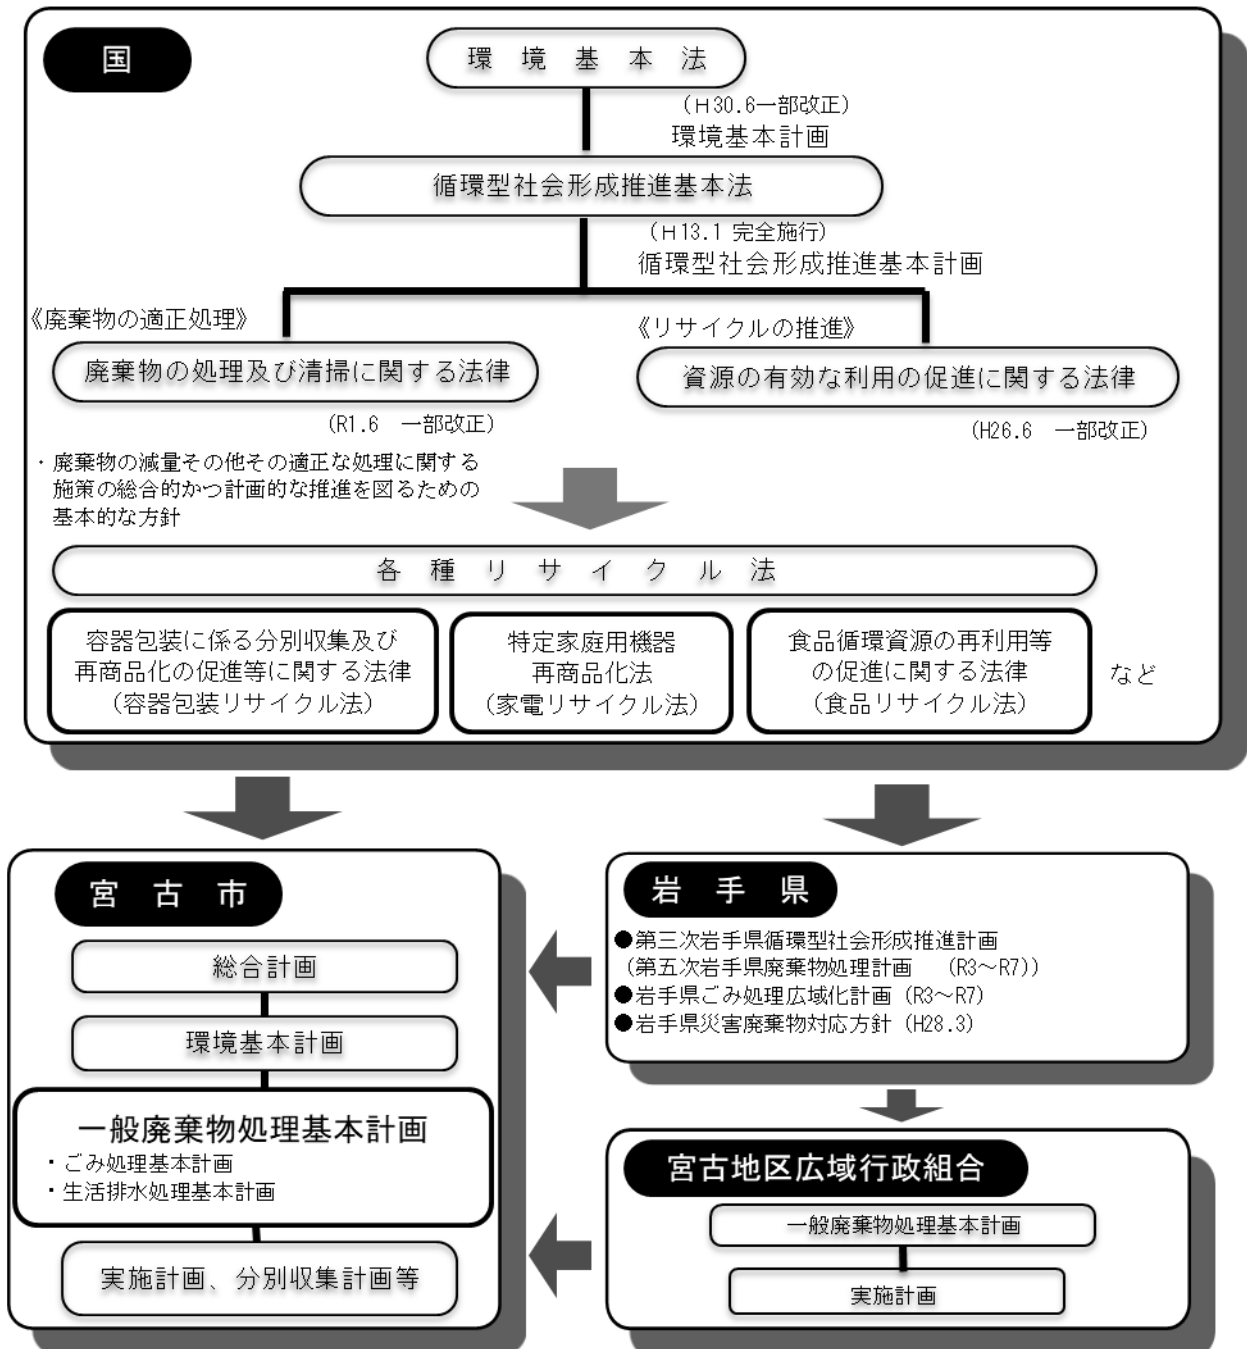 国
環境基本法
（H30.6一部改正）
環境基本計画
循環型社会形成推進基本法
（H13.1 完全施行）
循環型社会形成推進基本計画
《廃棄物の適正処理》
《リサイクルの推進》
廃棄物の処理及び清掃に関する法律
資源の有効な利用の促進に関する法律
（R1.6　一部改正）
（H26.6　一部改正）
・廃棄物の減量その他その適正な処理に関する
施策の総合的かつ計画的な推進を図るための
基本的な方針
各種リサイクル法
容器包装に係る分別収集及び
再商品化の促進等に関する法律
（容器包装リサイクル法）
特定家庭用機器
再商品化法
（家電リサイクル法）
食品循環資源の再利用等
の促進に関する法律
（食品リサイクル法）
など
宮古市
総合計画
環境基本計画
一般廃棄物処理基本計画
・ごみ処理基本計画
・生活排水処理基本計画
実施計画、分別収集計画等
岩手県
●第三次岩手県循環型社会形成推進計画
（第五次岩手県廃棄物処理計画　（R3～R7））
●岩手県ごみ処理広域化計画（R3～R7）
●岩手県災害廃棄物対応方針（H28.3）
宮古地区広域行政組合
一般廃棄物処理基本計画
実施計画